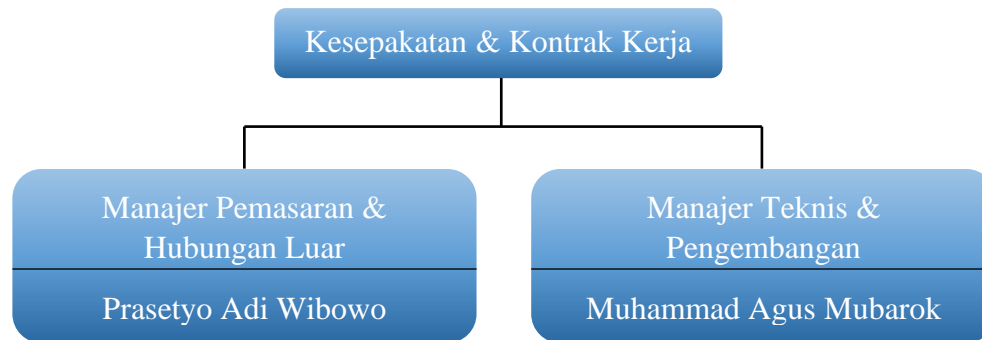 Kesepakatan & Kontrak Kerja
Manajer Pemasaran &
Hubungan Luar
Prasetyo Adi Wibowo
Manajer Teknis &
Pengembangan
Muhammad Agus Mubarok